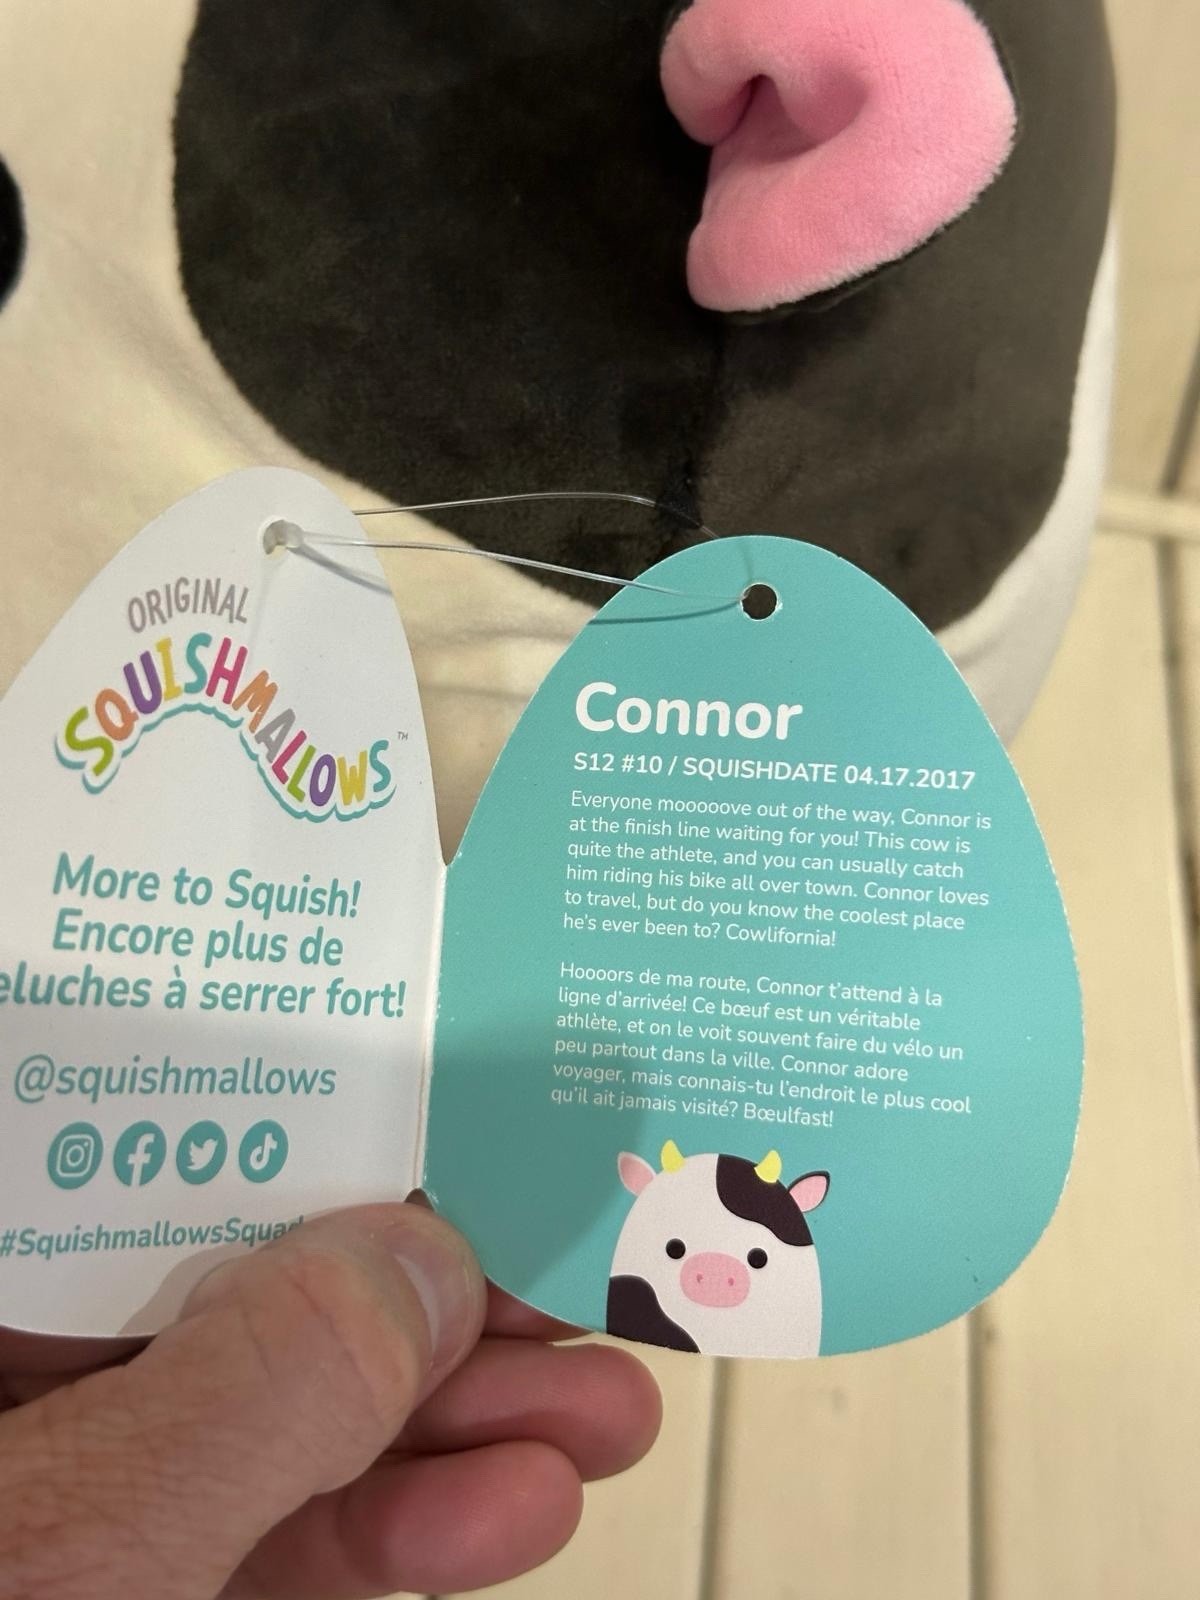 ORIGINAL
SQUISHMALLOWS™
More to Squish!
Encore plus de
eluches à serrer fort!
@squishmallows
#SquishmallowsSquad
Connor
S12 #10 / SQUISHDATE 04.17.2017
Everyone mooooove out of the way, Connor is
at the finish line waiting for you! This cow is
quite the athlete, and you can usually catch
him riding his bike all over town. Connor loves
to travel, but do you know the coolest place
he's ever been to? Cowlifornia!
Hoooors de ma route, Connor t'attend à la
ligne d'arrivée! Ce bœuf est un véritable
athlète, et on le voit souvent faire du vélo un
peu partout dans la ville. Connor adore
voyager, mais connais-tu l'endroit le plus cool
qu'il ait jamais visité? Bœulfast!